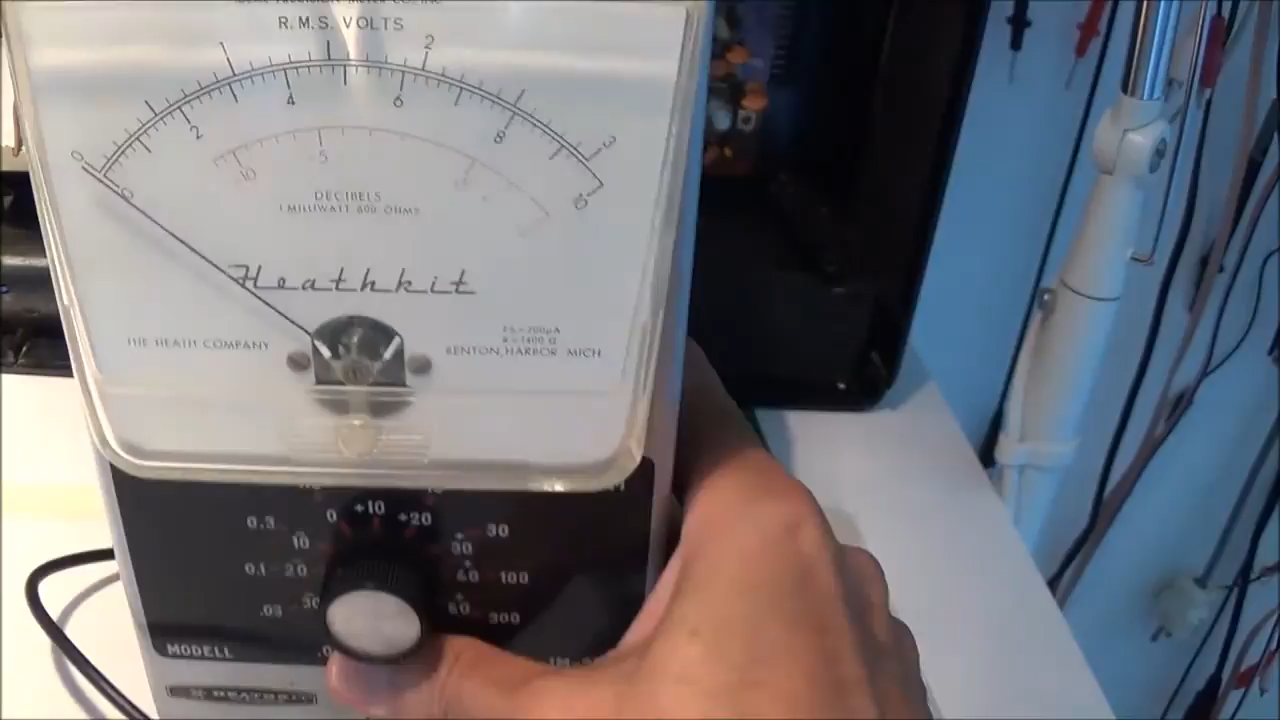 R.M.S. VOLTS
2
4 6
2 8 3
0
5
10
0 10
DECIBELS
1 MILLIWATT 600 OHMS
Heathkit
THE HEATH COMPANY
BENTON, HARBOR MICH
+10
0.3 0 +20 30
10 +30
0.1 -20 +40 100
.03 30 +50 300
MODELL
HEATHKIT